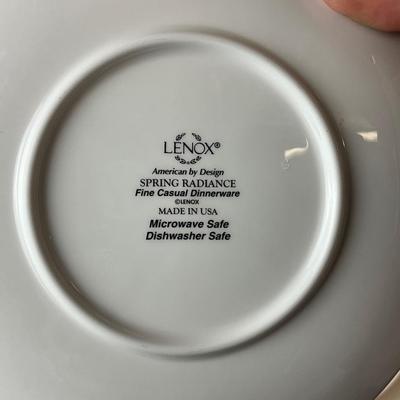 LENOX®
American by Design
SPRING RADIANCE
Fine Casual Dinnerware
©LENOX
MADE IN USA
Microwave Safe
Dishwasher Safe